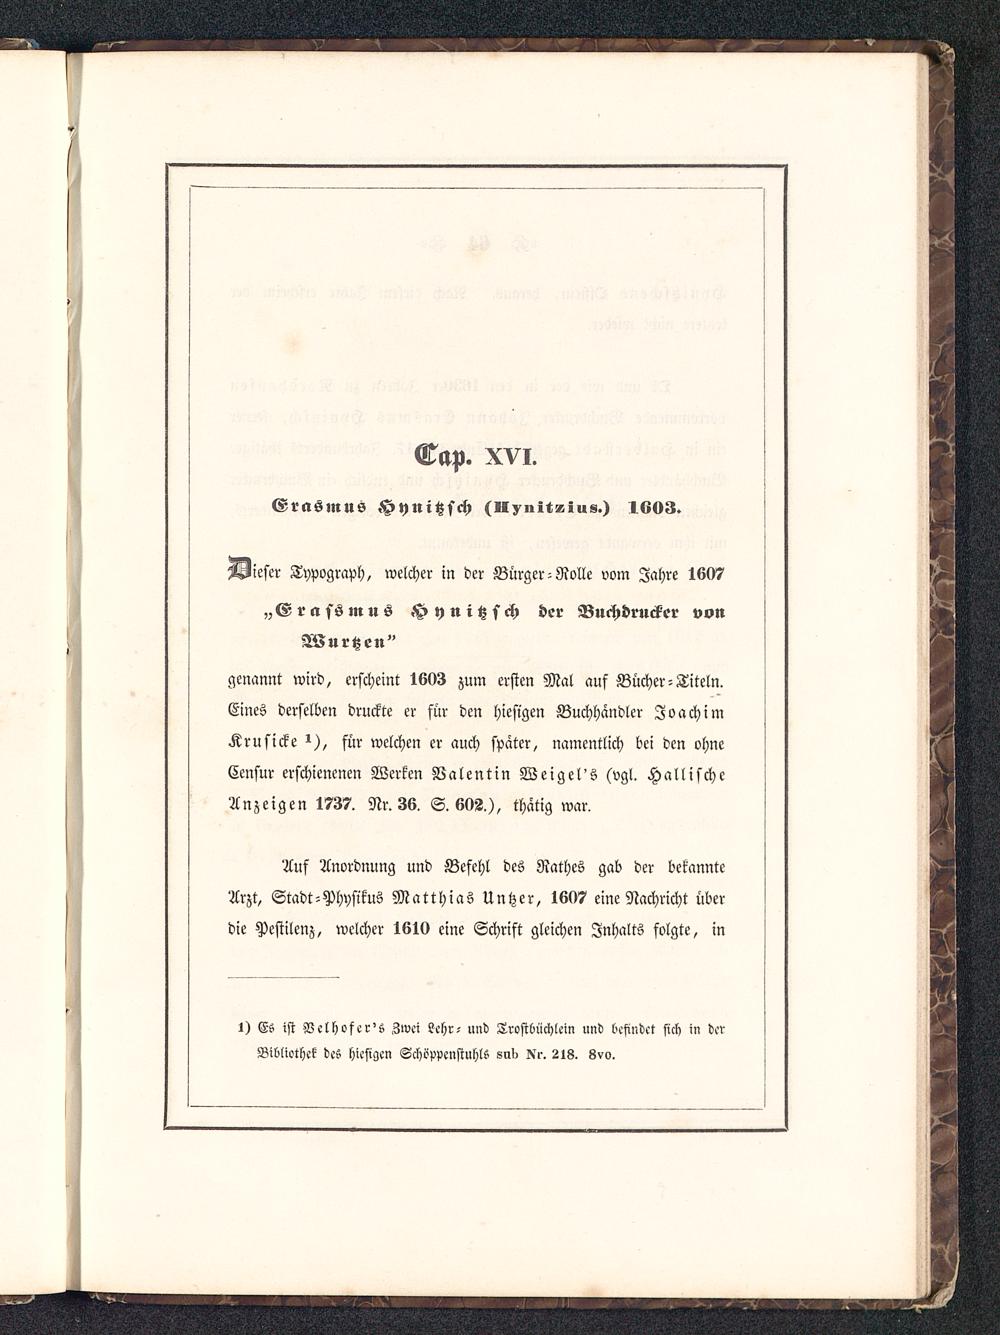 Cap. XVI.
Erasmus Hynitzsch (Hynitzius.) 1603.
Dieser Typograph, welcher in der Bürger-Rolle vom Jahre 1607
„Erassmus Hynitzsch der Buchdrucker von
Wurtzen”
genannt wird, erscheint 1603 zum ersten Mal auf Bücher-Titeln.
Eines derselben druckte er für den hiesigen Buchhändler Joachim
Krusicke 1), für welchen er auch später, namentlich bei den ohne
Censur erschienenen Werken Valentin Weigel's (vgl. Hallische
Anzeigen 1737. Nr. 36. S. 602.), thätig war.
Auf Anordnung und Befehl des Rathes gab der bekannte
Arzt, Stadt-Physikus Matthias Untzer, 1607 eine Nachricht über
die Pestilenz, welcher 1610 eine Schrift gleichen Inhalts folgte, in
1) Es ist Velhofer's Zwei Lehr- und Trostbüchlein und befindet sich in der
Bibliothek des hiesigen Schöppenstuhls sub Nr. 218. 8vo.